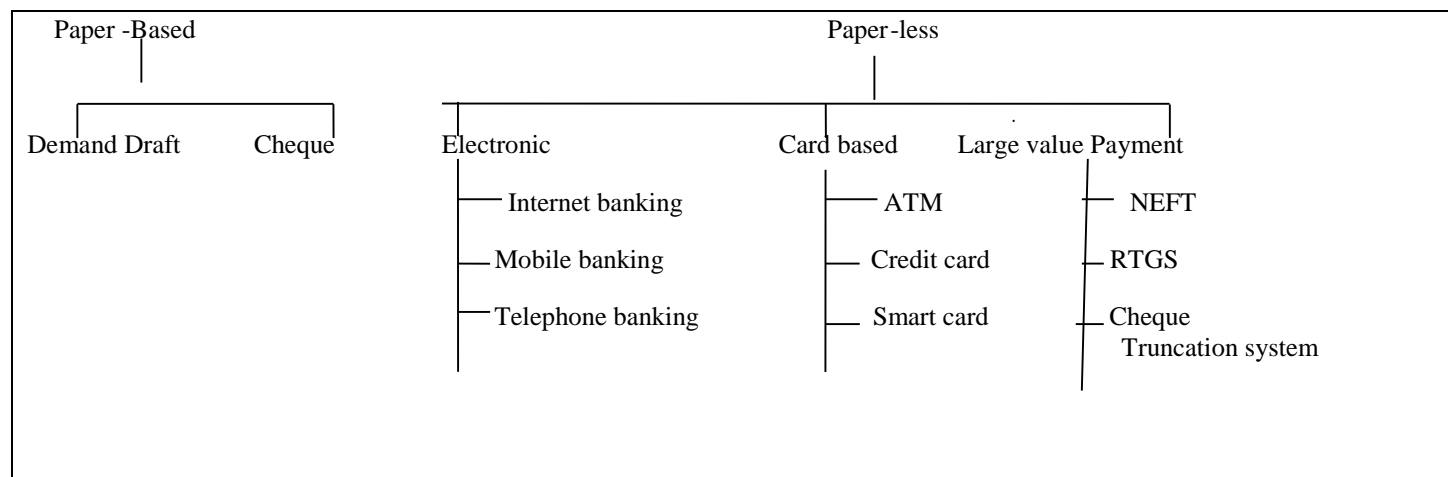 Paper -Based Paper-less
Demand Draft Cheque Electronic Card based Large value Payment
Internet banking ATM NEFT
Mobile banking Credit card RTGS
Telephone banking Smart card Cheque
Truncation system